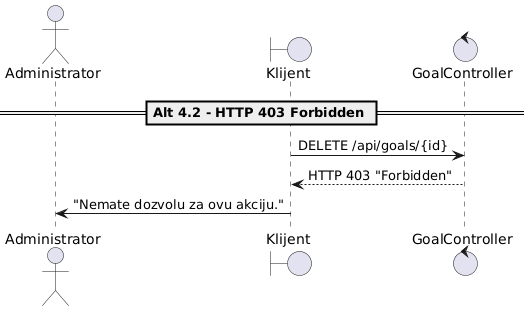 Administrator
Klijent
GoalController
Alt 4.2 - HTTP 403 Forbidden
DELETE /api/goals/{id}
HTTP 403 "Forbidden"
"Nemate dozvolu za ovu akciju."
Administrator
Klijent
GoalController